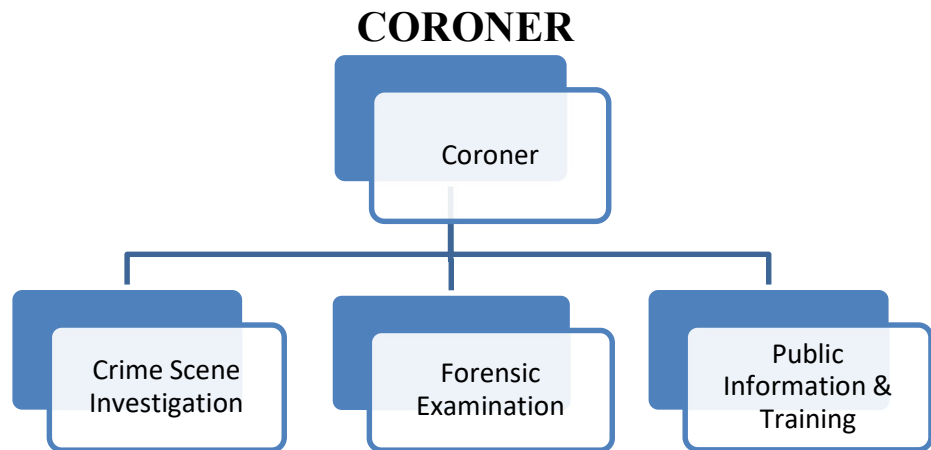 CORONER
Coroner
Crime Scene
Investigation
Forensic
Examination
Public
Information &
Training